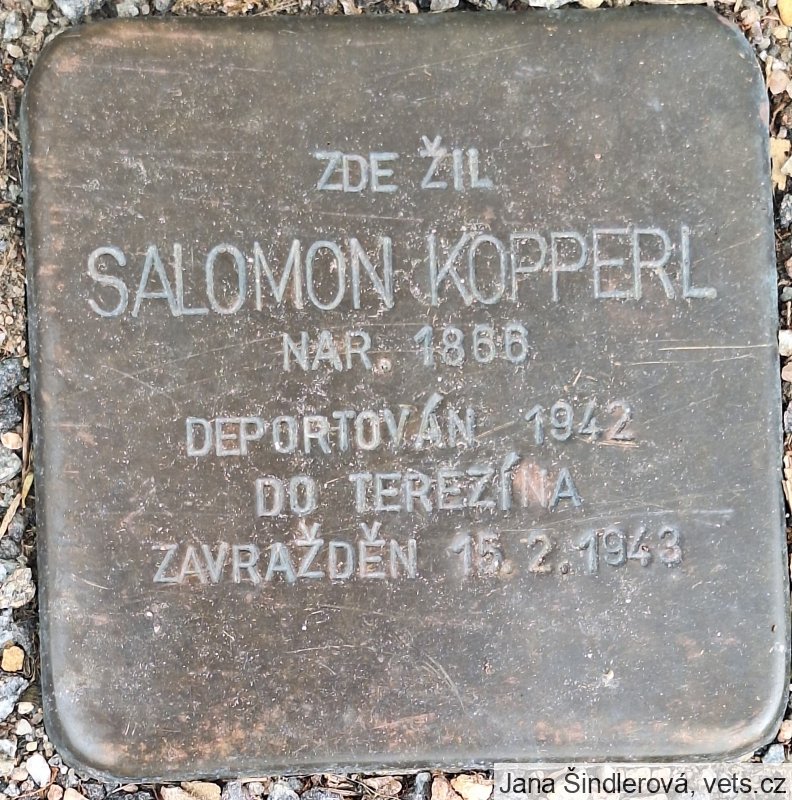 ZDE ŽIL
SALOMON KOPPERL
NAR. 1866
DEPORTOVÁN 1942
DO TEREZÍNA
ZAVRAŽDĚN 15.2.1943
Jana Šindlerová, vets.cz